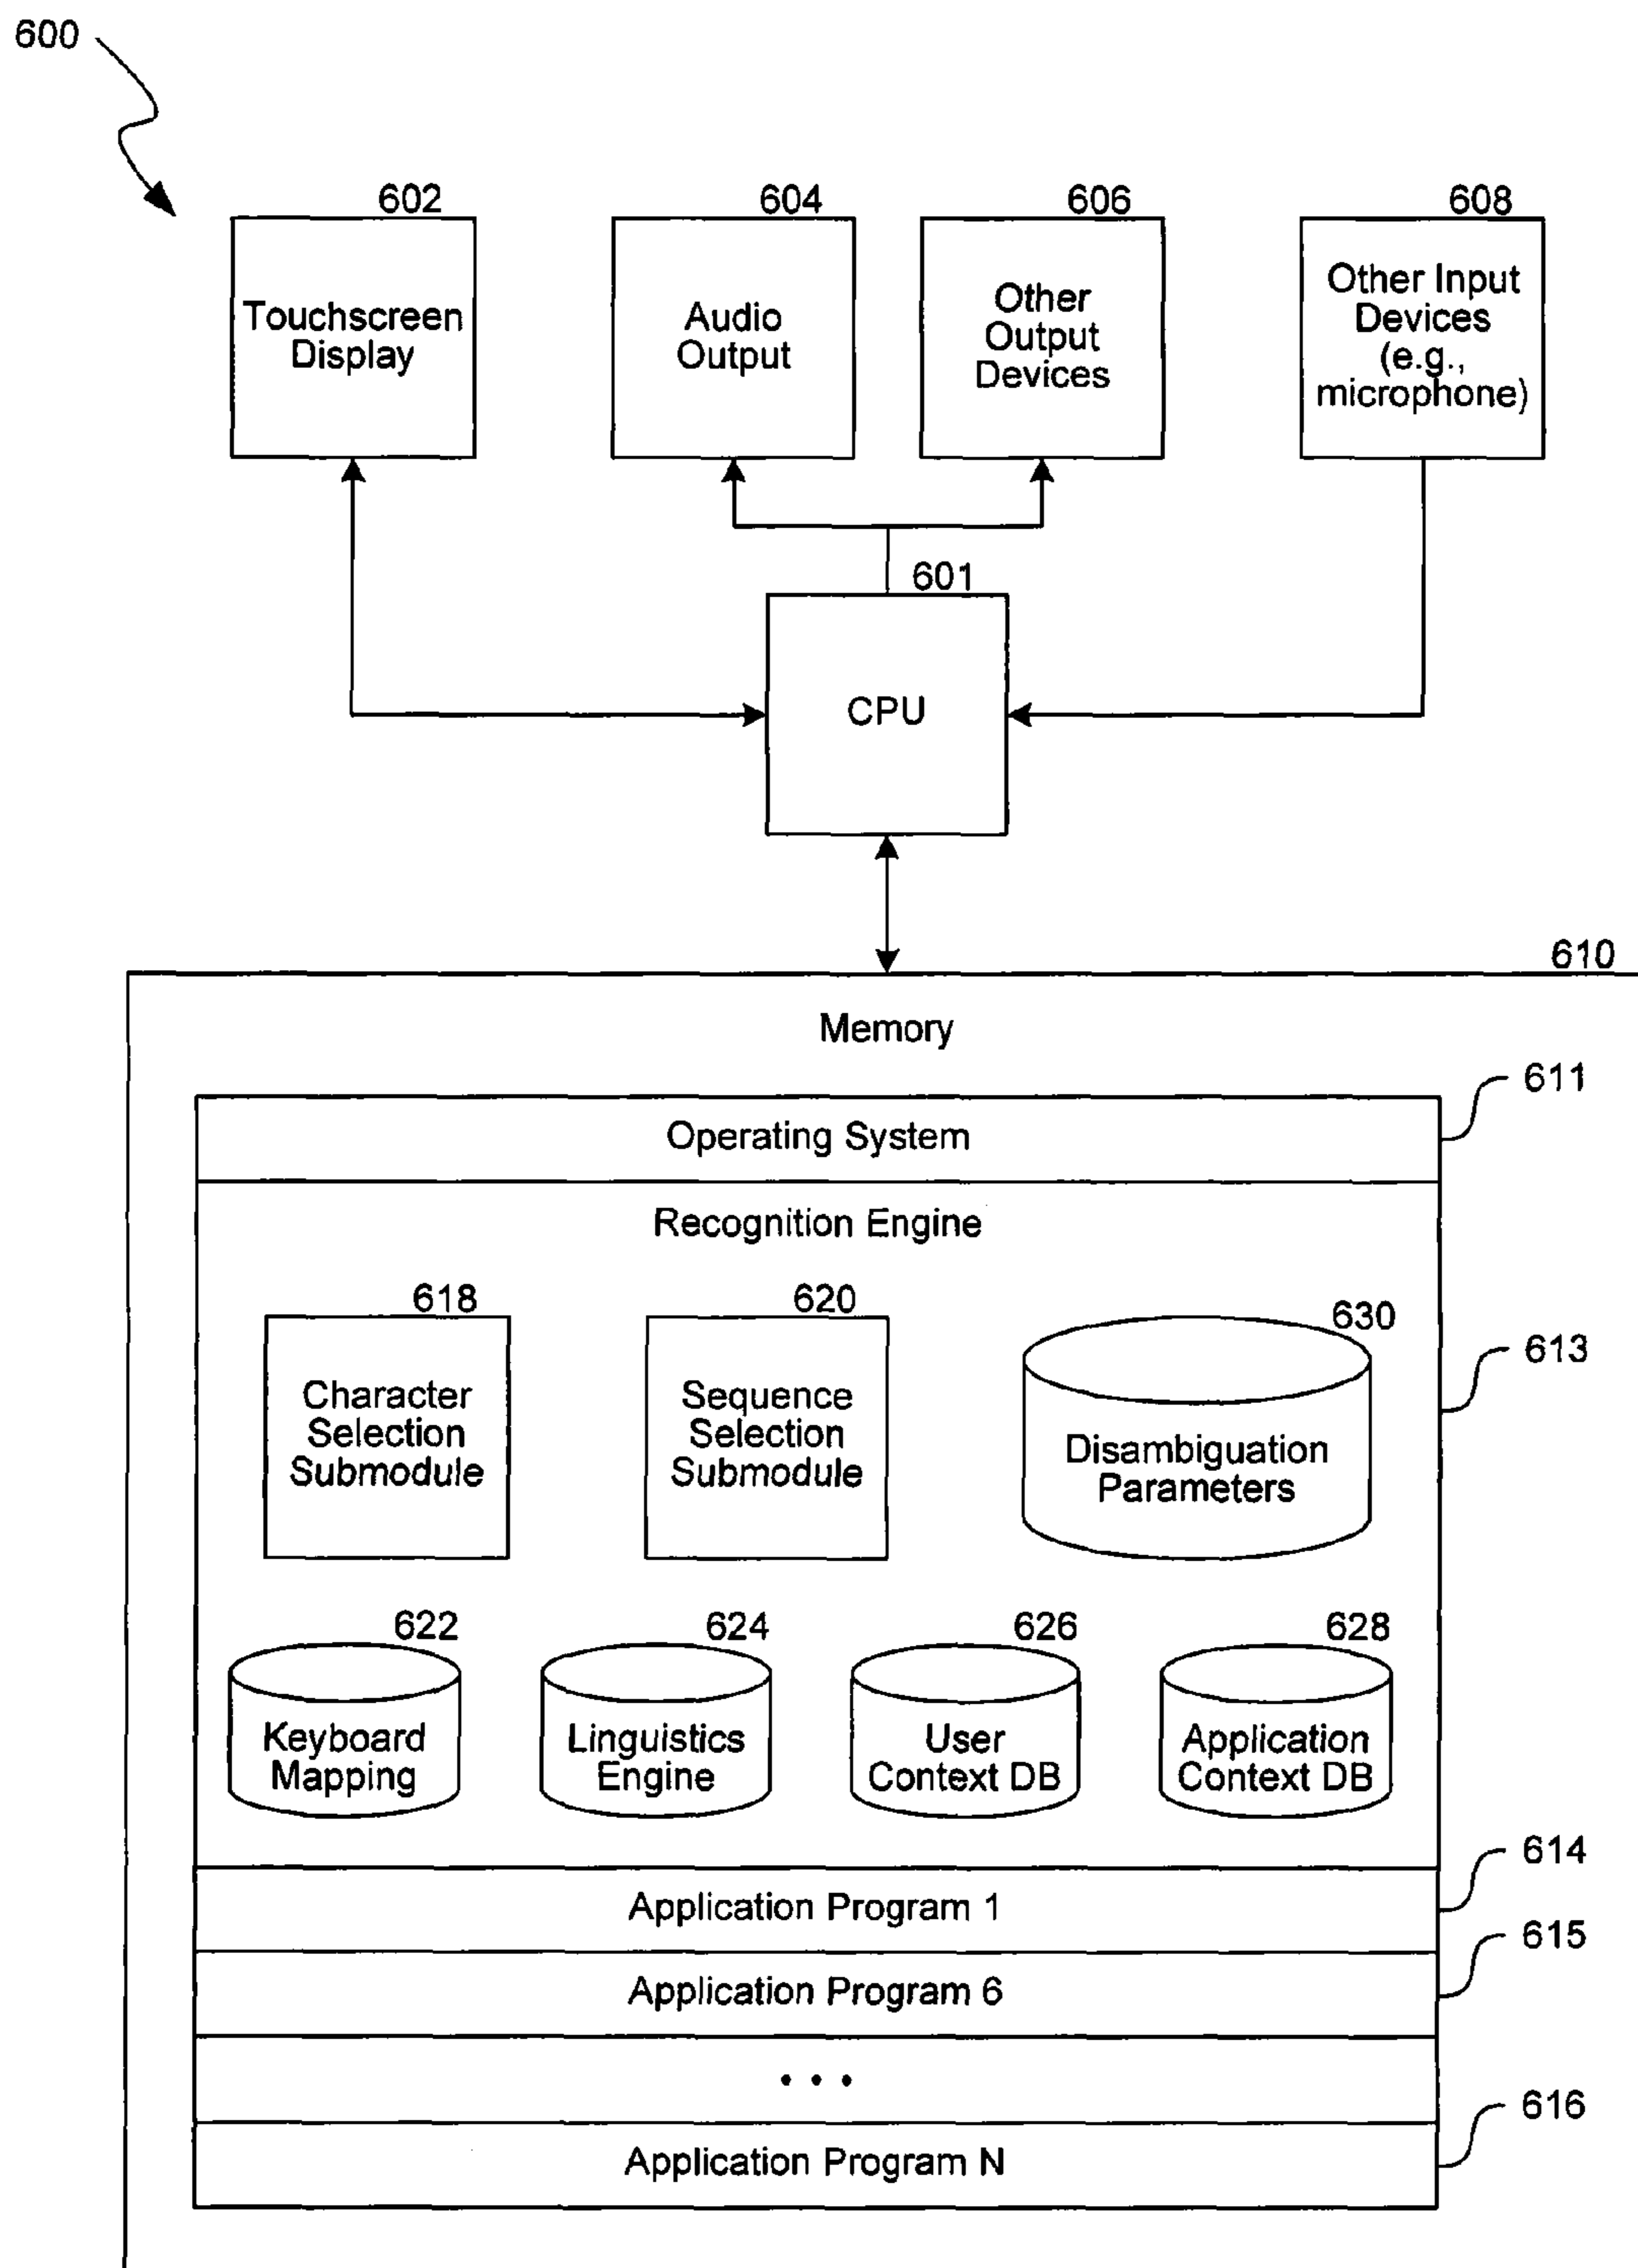 600
602
Touchscreen
Display
604
Audio
Output
606
Other
Output
Devices
608
Other Input
Devices
(e.g.,
microphone)
601
CPU
610
Memory
611
Operating System
613
Recognition Engine
618
Character
Selection
Submodule
620
Sequence
Selection
Submodule
630
Disambiguation
Parameters
622
Keyboard
Mapping
624
Linguistics
Engine
626
User
Context DB
628
Application
Context DB
614
Application Program 1
615
Application Program 6
• • •
616
Application Program N